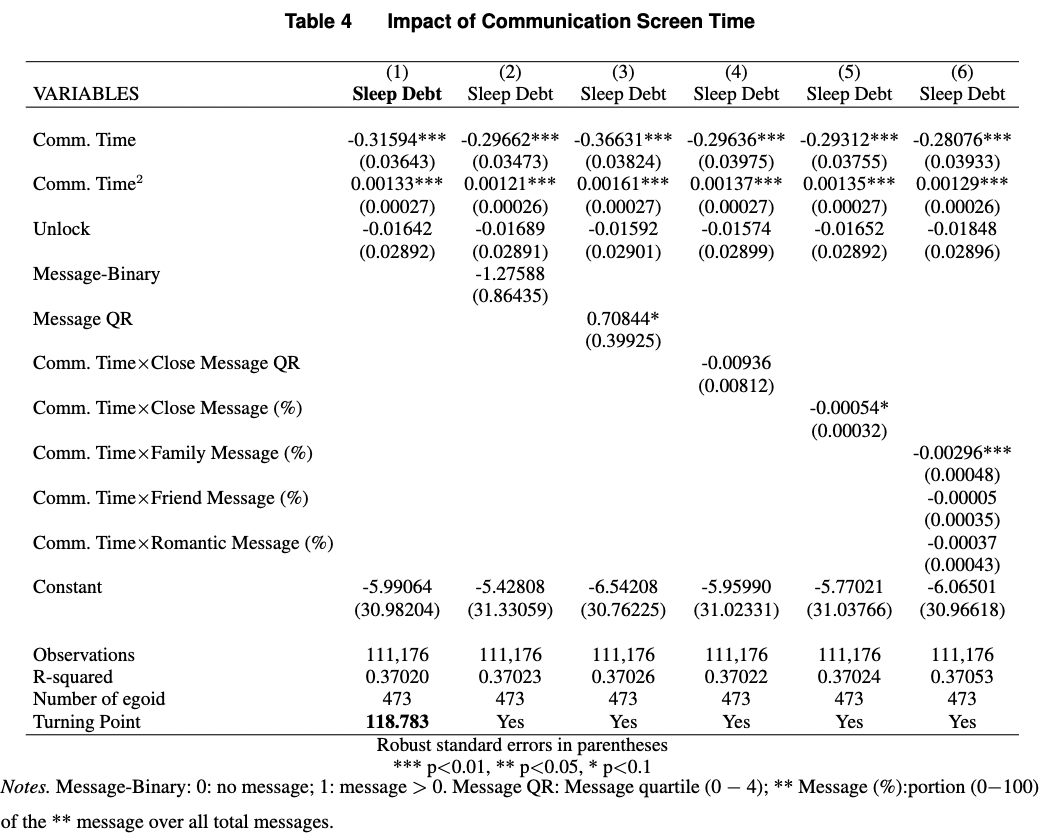 Table 4 Impact of Communication Screen Time
(1) (2) (3) (4) (5) (6)
VARIABLES Sleep Debt Sleep Debt Sleep Debt Sleep Debt Sleep Debt Sleep Debt
Comm. Time -0.31594*** -0.29662*** -0.36631*** -0.29636*** -0.29312*** -0.28076***
(0.03643) (0.03473) (0.03824) (0.03975) (0.03755) (0.03933)
Comm. Time² 0.00133*** 0.00121*** 0.00161*** 0.00137*** 0.00135*** 0.00129***
(0.00027) (0.00026) (0.00027) (0.00027) (0.00027) (0.00026)
Unlock -0.01642 -0.01689 -0.01592 -0.01574 -0.01652 -0.01848
(0.02892) (0.02891) (0.02901) (0.02899) (0.02892) (0.02896)
Message-Binary -1.27588
(0.86435)
Message QR 0.70844*
(0.39925)
Comm. Time×Close Message QR -0.00936
(0.00812)
Comm. Time×Close Message (%) -0.00054*
(0.00032)
Comm. Time×Family Message (%) -0.00296***
(0.00048)
Comm. Time×Friend Message (%) -0.00005
(0.00035)
Comm. Time×Romantic Message (%) -0.00037
(0.00043)
Constant -5.99064 -5.42808 -6.54208 -5.95990 -5.77021 -6.06501
(30.98204) (31.33059) (30.76225) (31.02331) (31.03766) (30.96618)
Observations 111,176 111,176 111,176 111,176 111,176 111,176
R-squared 0.37020 0.37023 0.37026 0.37022 0.37024 0.37053
Number of egoid 473 473 473 473 473 473
Turning Point 118.783 Yes Yes Yes Yes Yes
Robust standard errors in parentheses
*** p<0.01, ** p<0.05, * p<0.1
Notes. Message-Binary: 0: no message; 1: message > 0. Message QR: Message quartile (0 − 4); ** Message (%):portion (0−100)
of the ** message over all total messages.